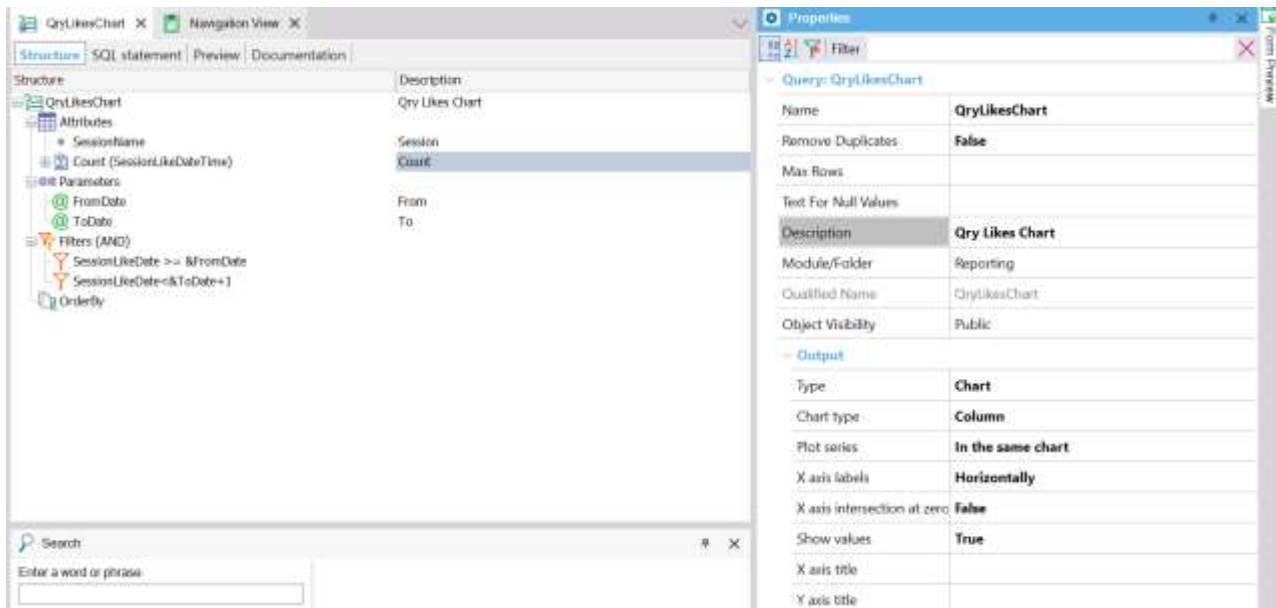 QryLikesChart Navigation View
Structure SQL statement Preview Documentation
Structure Description
QryLikesChart Qry Likes Chart
Attributes
SessionName Session
Count (SessionLikeDateTime) Count
Parameters
FromDate From
ToDate To
Filters (AND)
SessionLikeDate >= &FromDate
SessionLikeDate<&ToDate+1
OrderBy
Search
Enter a word or phrase
Properties
Filter
Query: QryLikesChart
Name QryLikesChart
Remove Duplicates False
Max Rows
Text For Null Values
Description Qry Likes Chart
Module/Folder Reporting
Qualified Name QryLikesChart
Object Visibility Public
Output
Type Chart
Chart type Column
Plot series In the same chart
X axis labels Horizontally
X axis intersection at zero False
Show values True
X axis title
Y axis title
Form Preview